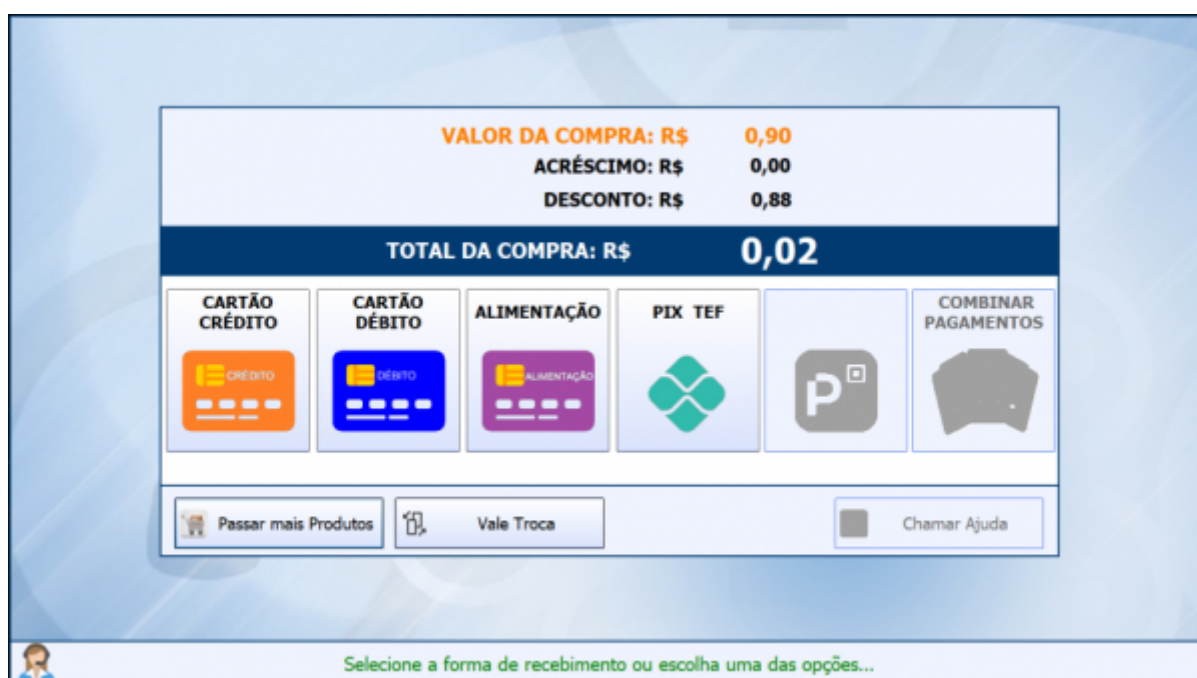 VALOR DA COMPRA: R$ 0,90
ACRÉSCIMO: R$ 0,00
DESCONTO: R$ 0,88
TOTAL DA COMPRA: R$ 0,02
CARTÃO
CRÉDITO
CRÉDITO
CARTÃO
DÉBITO
DÉBITO
ALIMENTAÇÃO
ALIMENTAÇÃO
PIX TEF
P
COMBINAR
PAGAMENTOS
Passar mais Produtos
Vale Troca
Chamar Ajuda
Selecione a forma de recebimento ou escolha uma das opções...